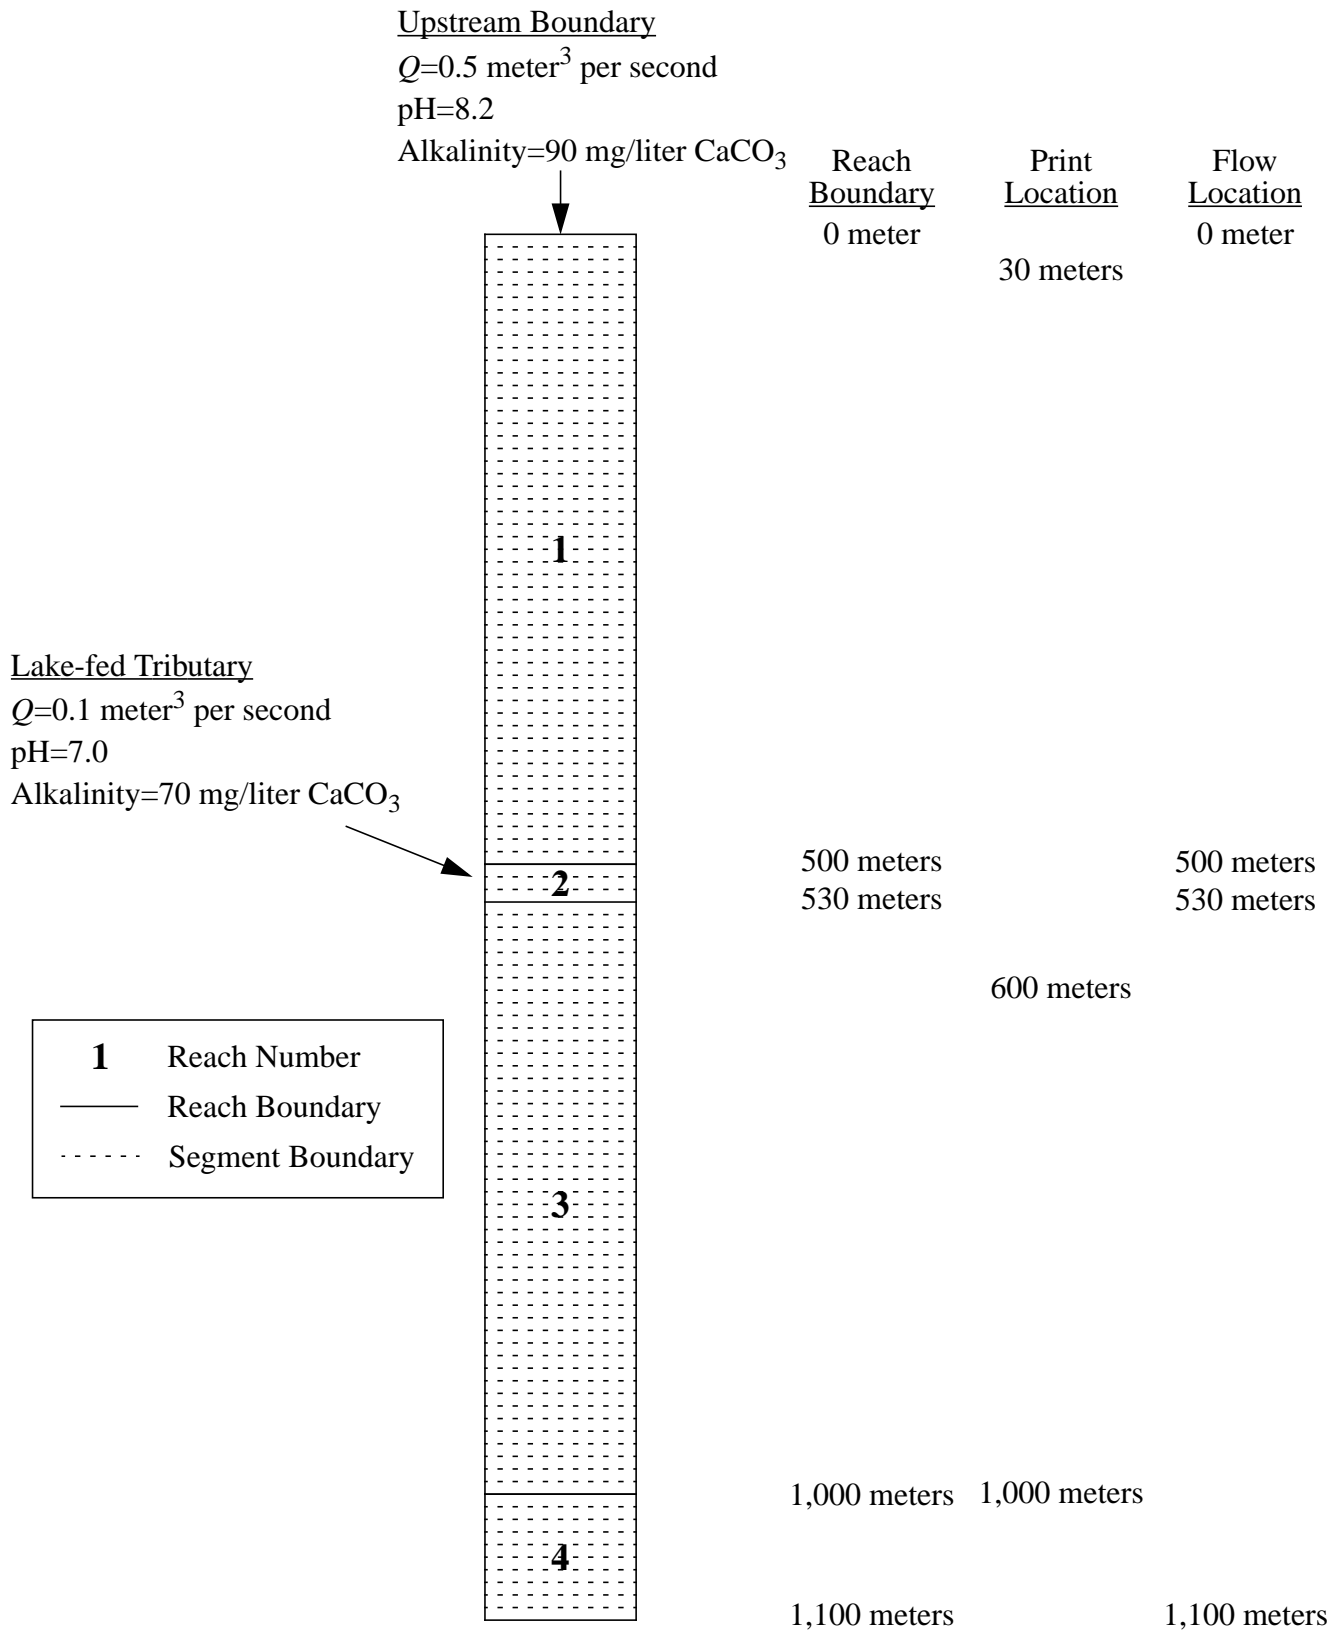 Upstream Boundary
Q=0.5 meter³ per second
pH=8.2
Alkalinity=90 mg/liter CaCO₃
Reach Boundary
Print Location
Flow Location
0 meter
0 meter
30 meters
1
Lake-fed Tributary
Q=0.1 meter³ per second
pH=7.0
Alkalinity=70 mg/liter CaCO₃
500 meters
500 meters
2
530 meters
530 meters
600 meters
1 Reach Number
Reach Boundary
Segment Boundary
3
1,000 meters
1,000 meters
4
1,100 meters
1,100 meters